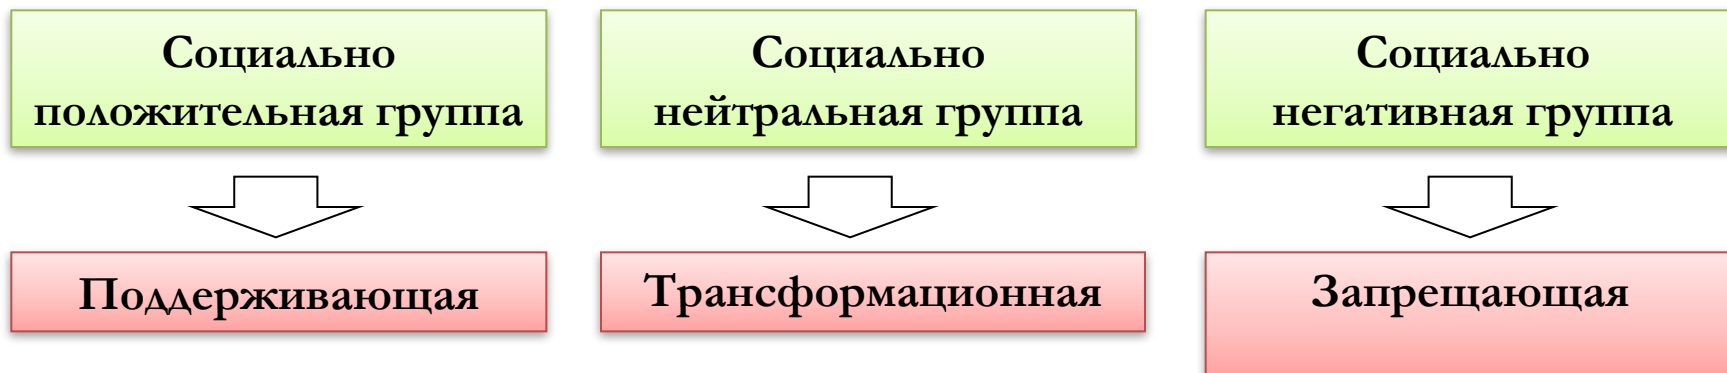 Социально
положительная группа
Социально
нейтральная группа
Социально
негативная группа
Поддерживающая
Трансформационная
Запрещающая